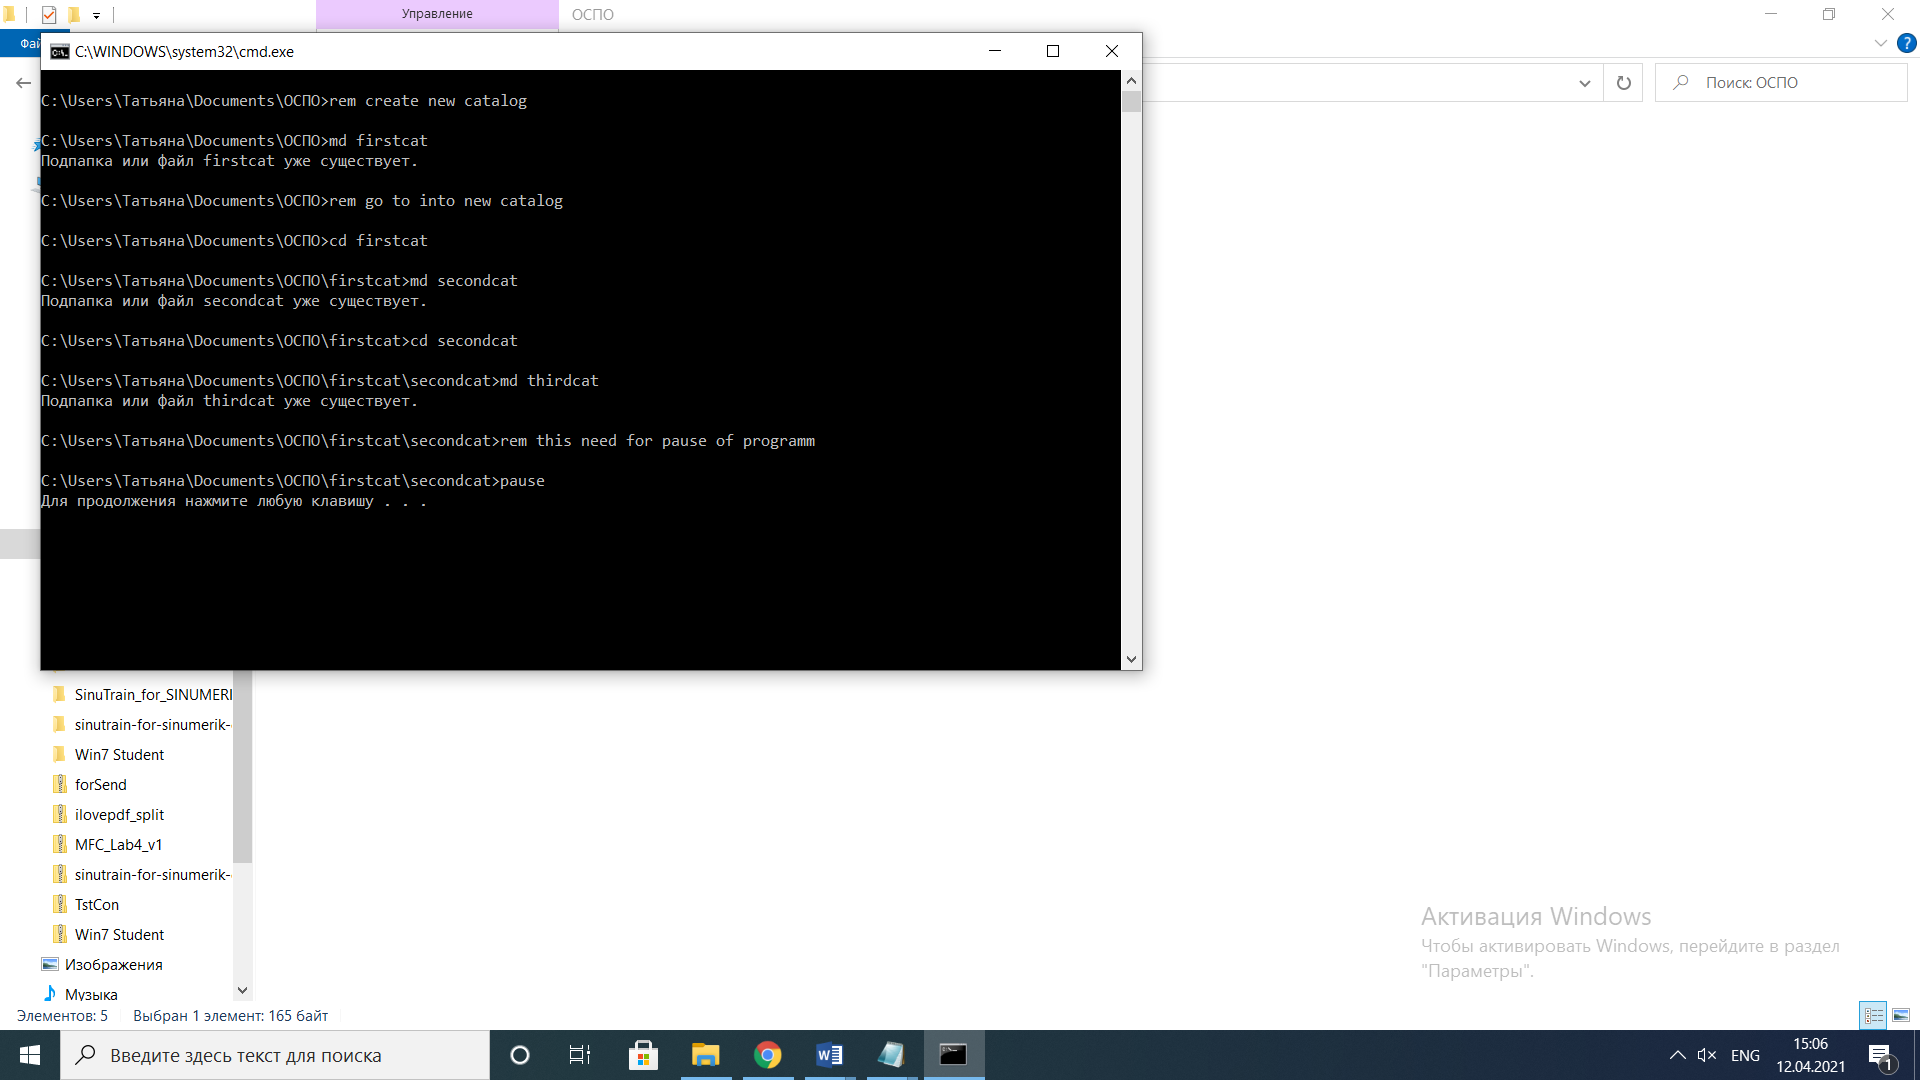 Управление
ОСПО
C:\WINDOWS\system32\cmd.exe
Поиск: ОСПО
C:\Users\Татьяна\Documents\ОСПО>rem create new catalog
C:\Users\Татьяна\Documents\ОСПО>md firstcat
Подпапка или файл firstcat уже существует.
C:\Users\Татьяна\Documents\ОСПО>rem go to into new catalog
C:\Users\Татьяна\Documents\ОСПО>cd firstcat
C:\Users\Татьяна\Documents\ОСПО\firstcat>md secondcat
Подпапка или файл secondcat уже существует.
C:\Users\Татьяна\Documents\ОСПО\firstcat>cd secondcat
C:\Users\Татьяна\Documents\ОСПО\firstcat\secondcat>md thirdcat
Подпапка или файл thirdcat уже существует.
C:\Users\Татьяна\Documents\ОСПО\firstcat\secondcat>rem this need for pause of programm
C:\Users\Татьяна\Documents\ОСПО\firstcat\secondcat>pause
Для продолжения нажмите любую клавишу . . .
SinuTrain_for_SINUMERI
sinutrain-for-sinumerik-
Win7 Student
forSend
ilovepdf_split
MFC_Lab4_v1
sinutrain-for-sinumerik-
TstCon
Win7 Student
Изображения
Музыка
Активация Windows
Чтобы активировать Windows, перейдите в раздел
"Параметры".
Элементов: 5 Выбран 1 элемент: 165 байт
Введите здесь текст для поиска
ENG
15:06
12.04.2021
1